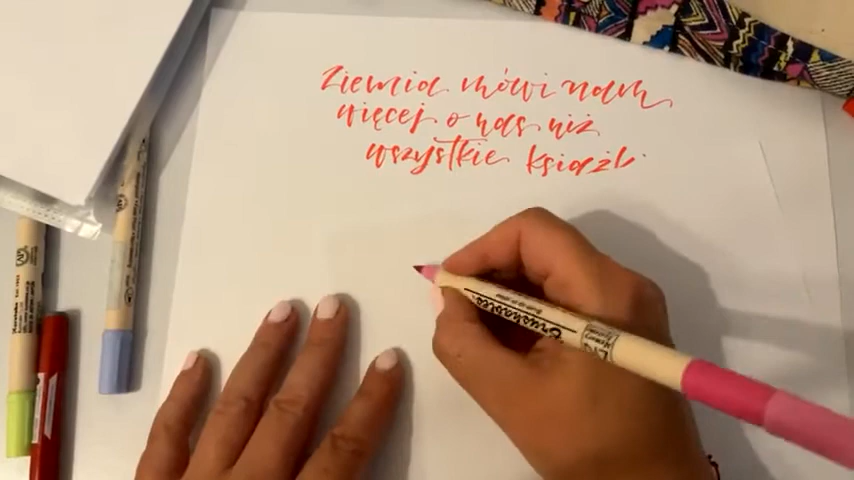 Ziemia mówi nam
więcej o nas niż
wszystkie książki.